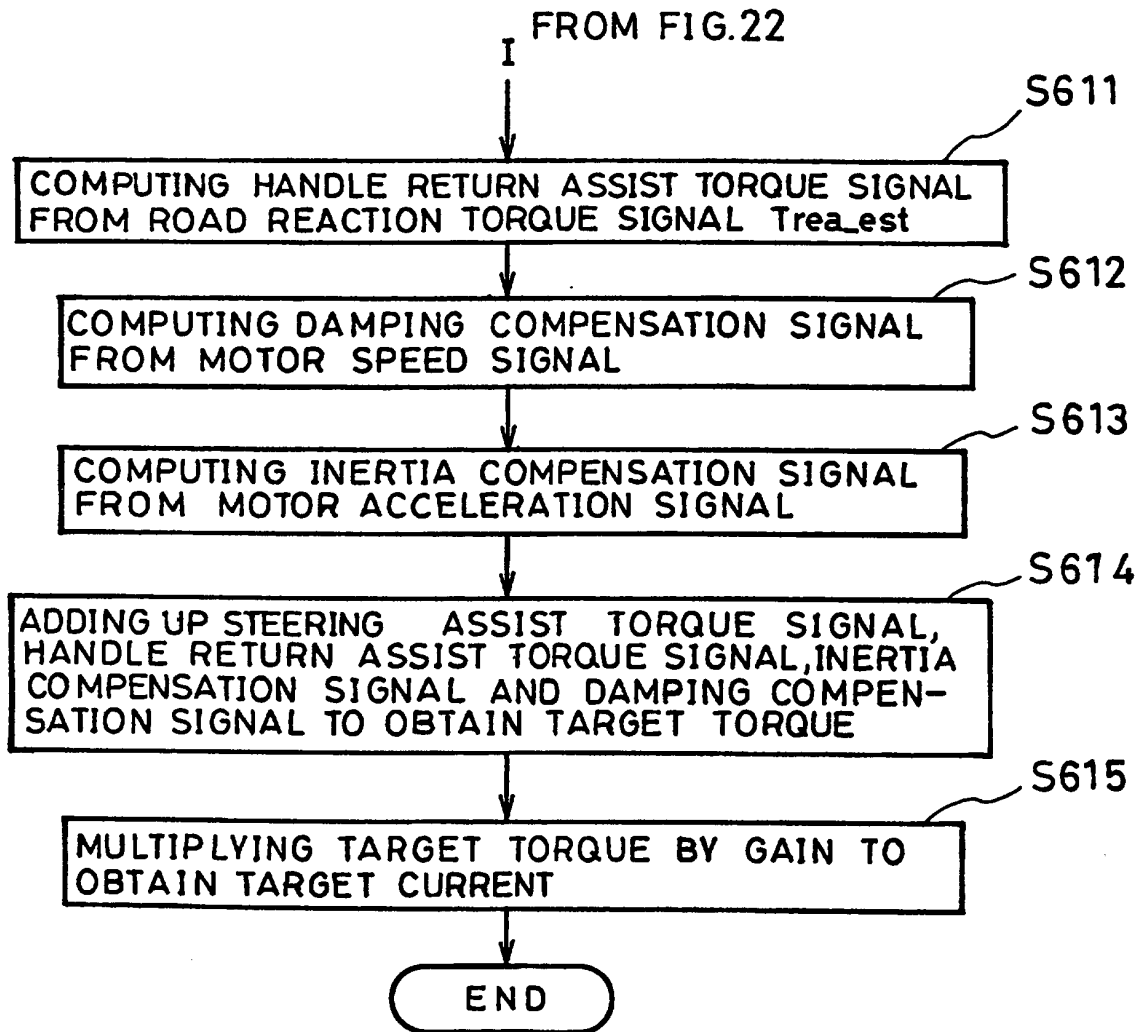 FROM FIG.22
I
S611
COMPUTING HANDLE RETURN ASSIST TORQUE SIGNAL
FROM ROAD REACTION TORQUE SIGNAL Trea_est
S612
COMPUTING DAMPING COMPENSATION SIGNAL
FROM MOTOR SPEED SIGNAL
S613
COMPUTING INERTIA COMPENSATION SIGNAL
FROM MOTOR ACCELERATION SIGNAL
S614
ADDING UP STEERING ASSIST TORQUE SIGNAL,
HANDLE RETURN ASSIST TORQUE SIGNAL,INERTIA
COMPENSATION SIGNAL AND DAMPING COMPEN-
SATION SIGNAL TO OBTAIN TARGET TORQUE
S615
MULTIPLYING TARGET TORQUE BY GAIN TO
OBTAIN TARGET CURRENT
END